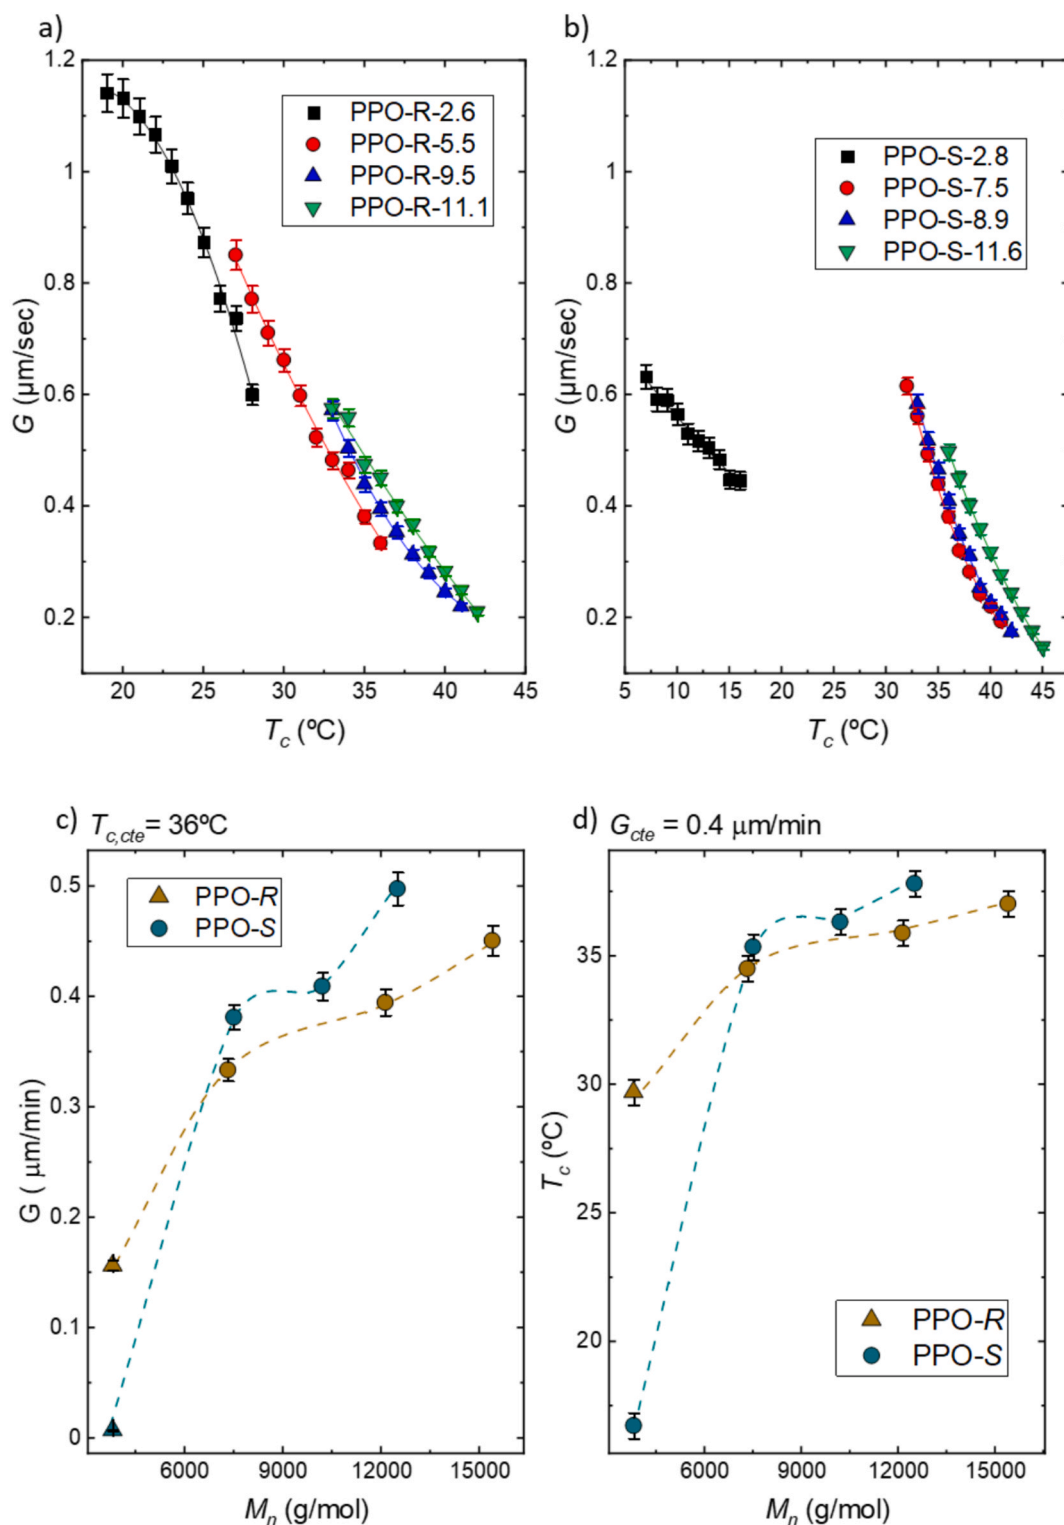 a)
1.2
1
0.8
0.6
0.4
0.2
G (μm/sec)
PPO-R-2.6
PPO-R-5.5
PPO-R-9.5
PPO-R-11.1
20 25 30 35 40 45
Tc (ºC)
b)
1.2
1
0.8
0.6
0.4
0.2
G (μm/sec)
PPO-S-2.8
PPO-S-7.5
PPO-S-8.9
PPO-S-11.6
5 10 15 20 25 30 35 40 45
Tc (ºC)
c) Tc,cte= 36ºC
0.5
0.4
0.3
0.2
0.1
0
G ( μm/min)
PPO-R
PPO-S
6000 9000 12000 15000
Mn (g/mol)
d) Gcte = 0.4 μm/min
35
30
25
20
Tc (ºC)
PPO-R
PPO-S
6000 9000 12000 15000
Mn (g/mol)